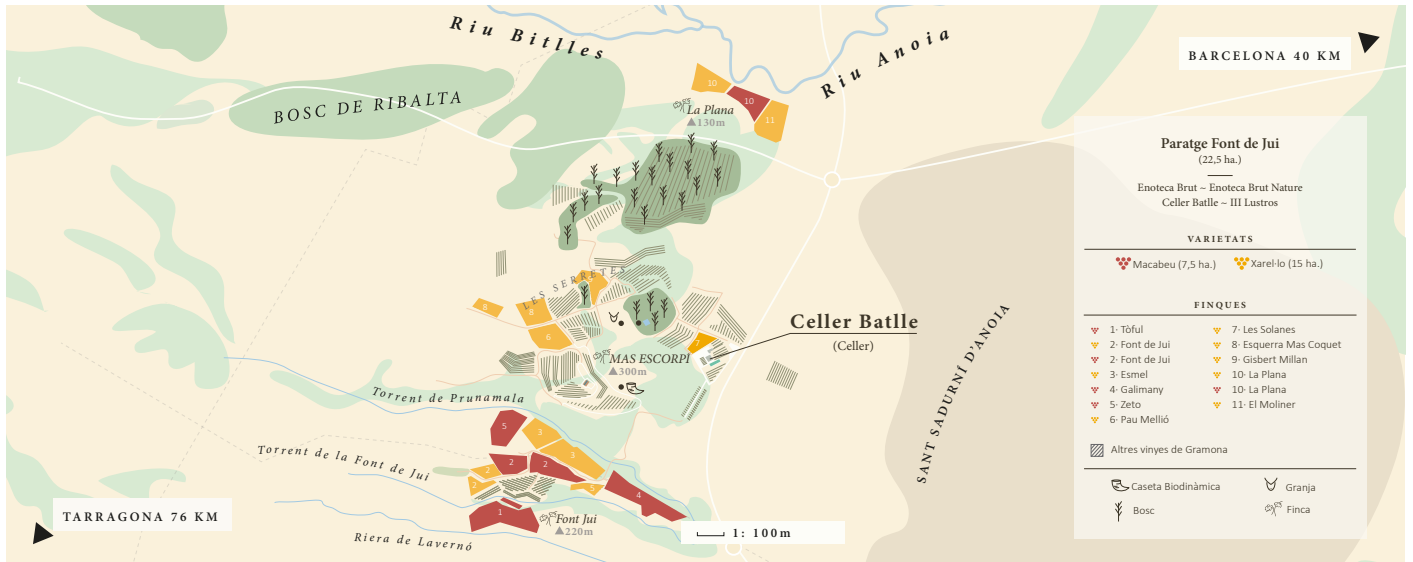 Riu Bitlles
Riu Anoia
BARCELONA 40 KM
BOSC DE RIBALTA
10
10
11
La Plana
130m
LES SERRETES
8
8
6
7
Celler Batlle
(Celler)
MAS ESCORPÍ
300m
SANT SADURNÍ D'ANOIA
Torrent de Prunamala
5
3
3
Torrent de la Font de Jui
2
2
2
2
4
1
Font Jui
220m
TARRAGONA 76 KM
Riera de Lavernó
1: 100m
Paratge Font de Jui
(22,5 ha.)
Enoteca Brut ~ Enoteca Brut Nature
Celler Batlle ~ III Lustros
VARIETATS
Macabeu (7,5 ha.) Xarel·lo (15 ha.)
FINQUES
1· Tòful
2· Font de Jui
2· Font de Jui
3· Esmel
4· Galimany
5· Zeto
6· Pau Mellió
7· Les Solanes
8· Esquerra Mas Coquet
9· Gisbert Millan
10· La Plana
10· La Plana
11· El Moliner
Altres vinyes de Gramona
Caseta Biodinàmica Granja
Bosc Finca